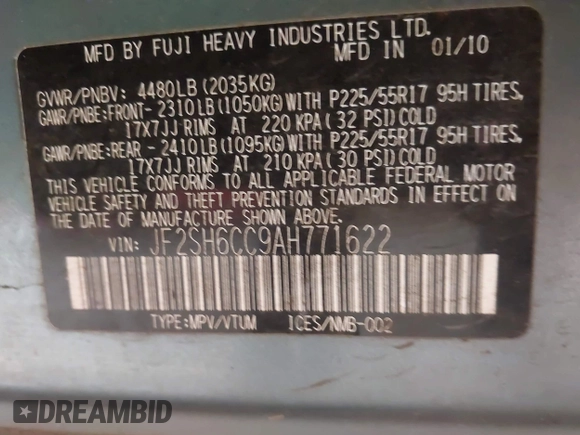 MFD BY FUJI HEAVY INDUSTRIES LTD.
MFD IN 01/10
GVWR/PNBV: 4480LB(2035KG)
GAWR/PNBE:FRONT- 2310LB(1050KG)WITH P225/55R17 95H TIRES,
17X7JJ RIMS AT 220 KPA(32 PSI)COLD
GAWR/PNBE:REAR -2410LB(1095KG)WITH P225/55R17 95H TIRES,
17X7JJ RIMS AT 210 KPA(30 PSI)COLD
THIS VEHICLE CONFORMS TO ALL APPLICABLE FEDERAL MOTOR
VEHICLE SAFETY AND THEFT PREVENTION STANDARDS IN EFFECT ON
THE DATE OF MANUFACTURE SHOWN ABOVE.
VIN: JF2SH6CC9AH771622
TYPE:MPV/VTUM ICES/NMB-002
DREAMBID